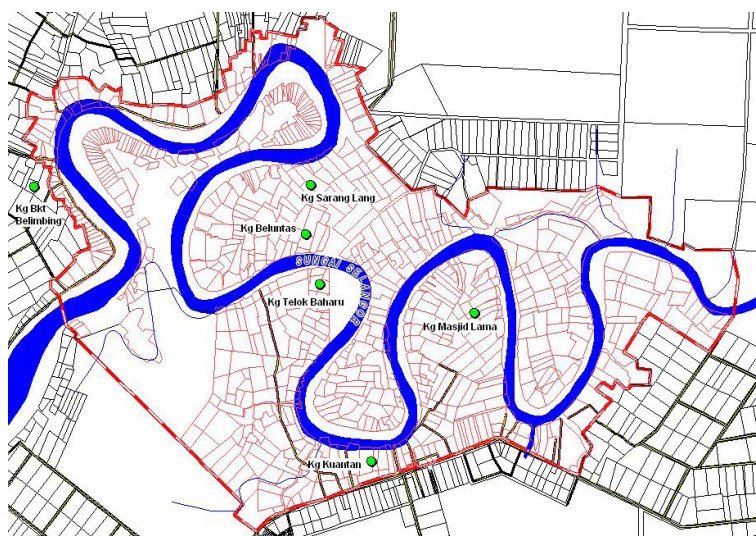 Kg Sarang Lang
Kg Bkt
Belimbing
Kg Beluntas
SUNGAI SELANGOR
Kg Telok Baharu
Kg Masjid Lama
Kg Kuantan